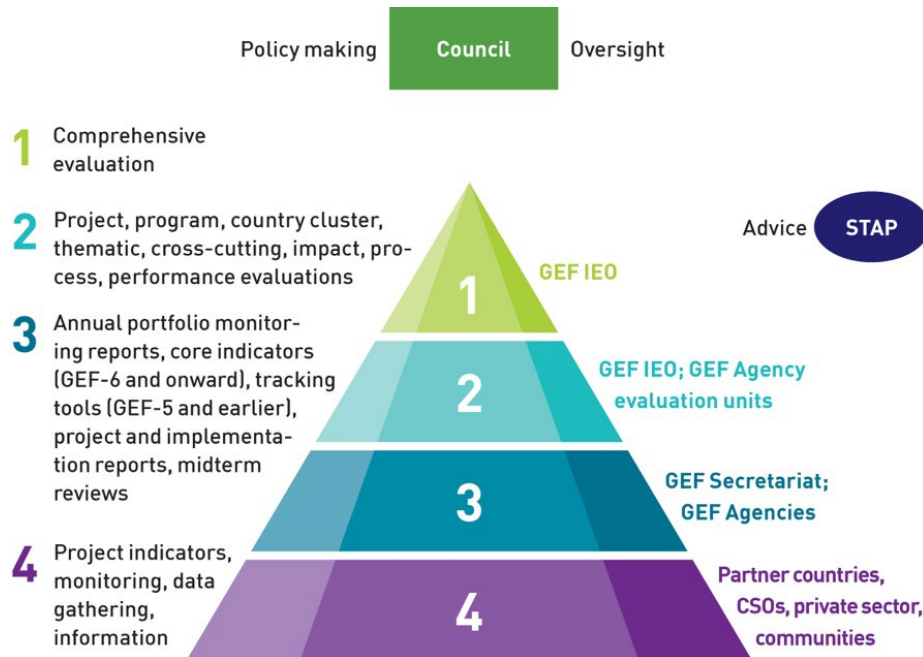 Policy making
Council
Oversight
1
Comprehensive
evaluation
2
Project, program, country cluster,
thematic, cross-cutting, impact, pro-
cess, performance evaluations
3
Annual portfolio monitor-
ing reports, core indicators
(GEF-6 and onward), tracking
tools (GEF-5 and earlier),
project and implementa-
tion reports, midterm
reviews
4
Project indicators,
monitoring, data
gathering,
information
Advice
STAP
1
GEF IEO
2
GEF IEO; GEF Agency
evaluation units
3
GEF Secretariat;
GEF Agencies
4
Partner countries,
CSOs, private sector,
communities